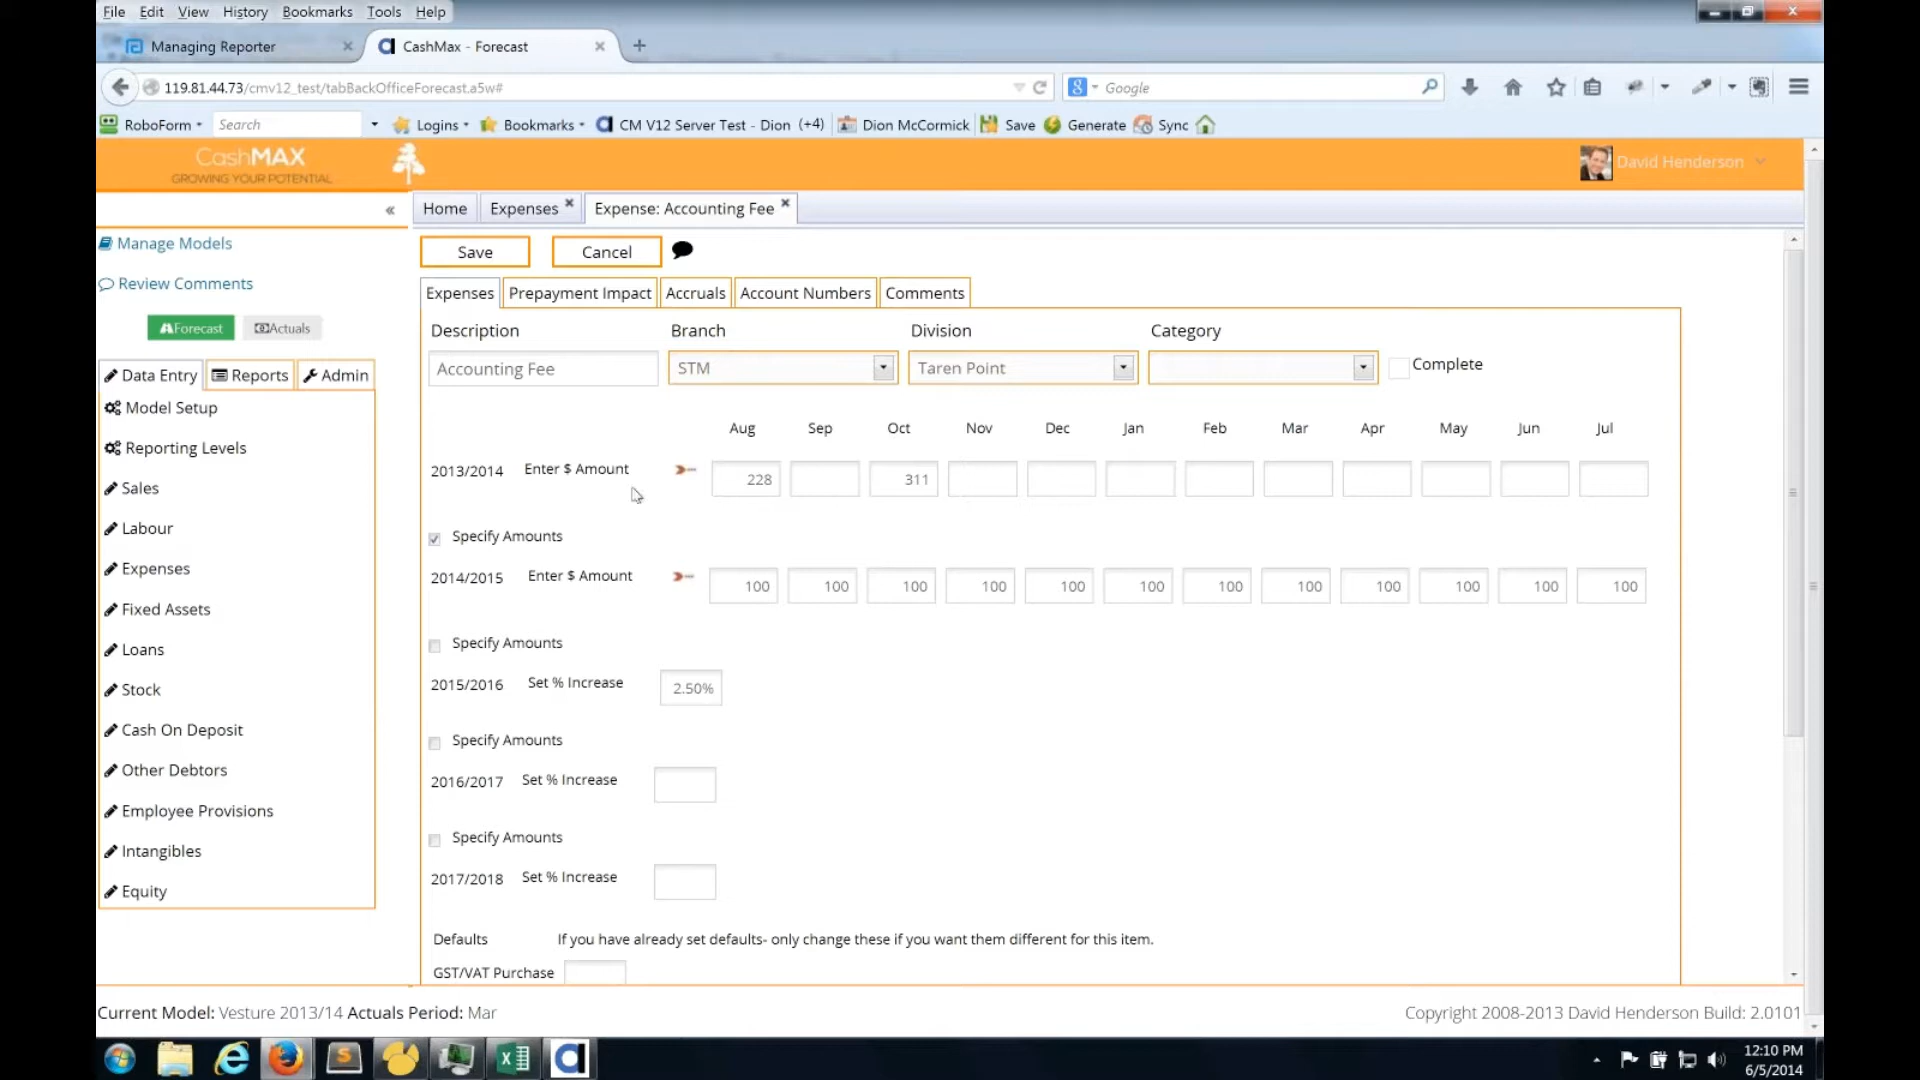 File Edit View History Bookmarks Tools Help
Managing Reporter CashMax - Forecast
119.81.44.73/cmv12_test/tabBackOfficeForecast.a5w# Google
RoboForm Search Logins Bookmarks CM V12 Server Test - Dion (+4) Dion McCormick Save Generate Sync
CashMAX
GROWING YOUR POTENTIAL
David Henderson
Home Expenses Expense: Accounting Fee
Manage Models
Save Cancel
Review Comments
Expenses Prepayment Impact Accruals Account Numbers Comments
Forecast Actuals
Description Branch Division Category
Accounting Fee STM Taren Point Complete
Data Entry Reports Admin
Model Setup
Reporting Levels
Sales
Labour
Expenses
Fixed Assets
Loans
Stock
Cash On Deposit
Other Debtors
Employee Provisions
Intangibles
Equity
Aug Sep Oct Nov Dec Jan Feb Mar Apr May Jun Jul
2013/2014 Enter $ Amount 228 311
Specify Amounts
2014/2015 Enter $ Amount 100 100 100 100 100 100 100 100 100 100 100 100
Specify Amounts
2015/2016 Set % Increase 2.50%
Specify Amounts
2016/2017 Set % Increase
Specify Amounts
2017/2018 Set % Increase
Defaults If you have already set defaults- only change these if you want them different for this item.
GST/VAT Purchase
Current Model: Vesture 2013/14 Actuals Period: Mar
Copyright 2008-2013 David Henderson Build: 2.0101
12:10 PM
6/5/2014